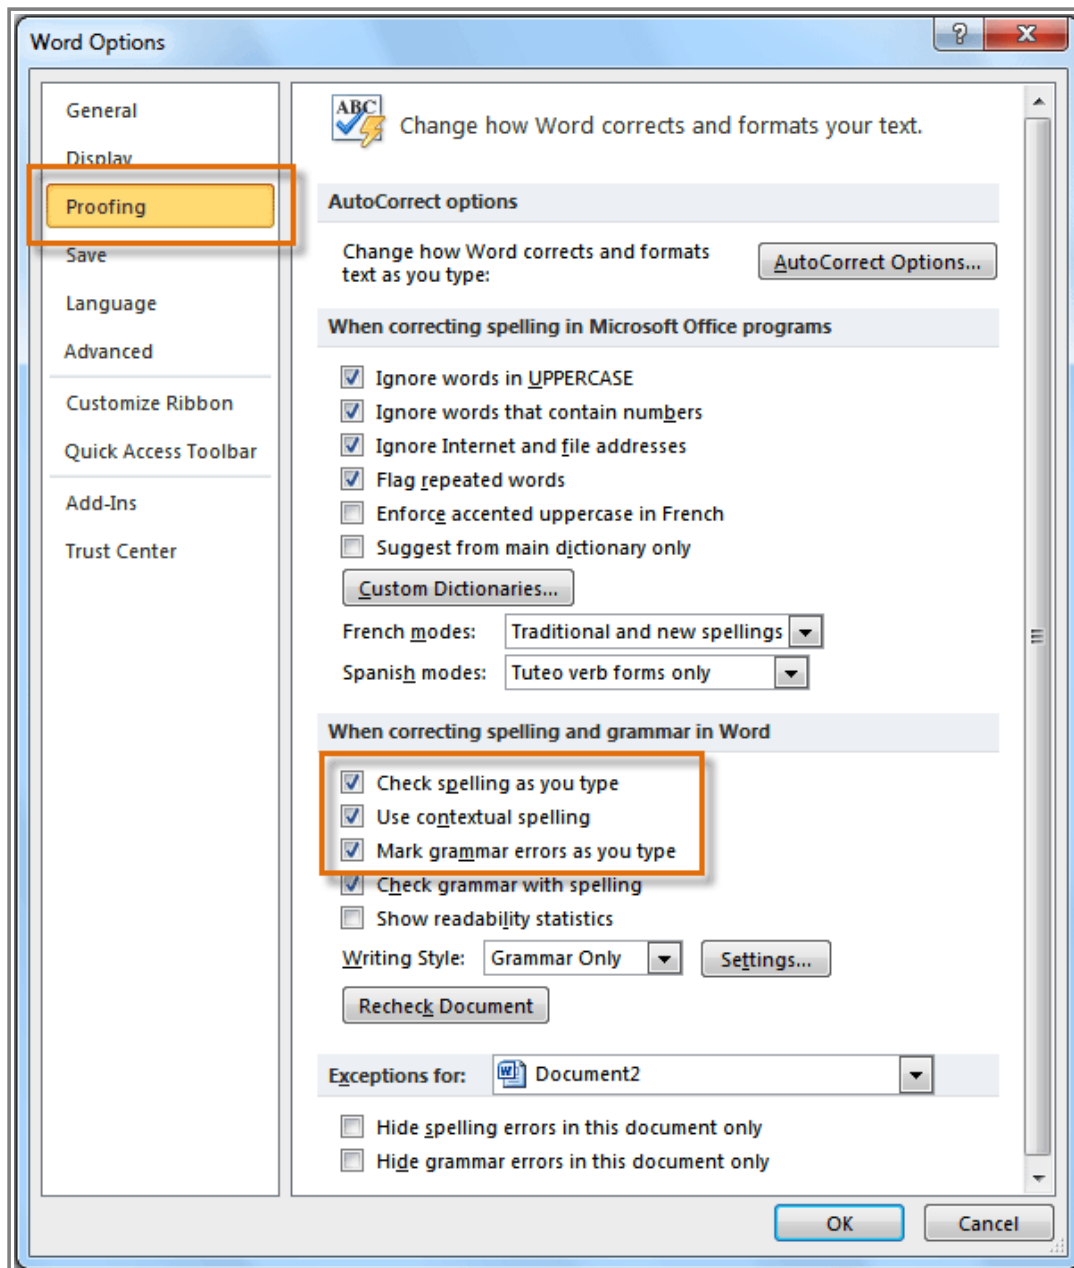 Word Options
General
Display
Proofing
Save
Language
Advanced
Customize Ribbon
Quick Access Toolbar
Add-Ins
Trust Center
ABC
Change how Word corrects and formats your text.
AutoCorrect options
Change how Word corrects and formats
text as you type:
AutoCorrect Options...
When correcting spelling in Microsoft Office programs
Ignore words in UPPERCASE
Ignore words that contain numbers
Ignore Internet and file addresses
Flag repeated words
Enforce accented uppercase in French
Suggest from main dictionary only
Custom Dictionaries...
French modes: Traditional and new spellings
Spanish modes: Tuteo verb forms only
When correcting spelling and grammar in Word
Check spelling as you type
Use contextual spelling
Mark grammar errors as you type
Check grammar with spelling
Show readability statistics
Writing Style: Grammar Only Settings...
Recheck Document
Exceptions for: Document2
Hide spelling errors in this document only
Hide grammar errors in this document only
OK Cancel